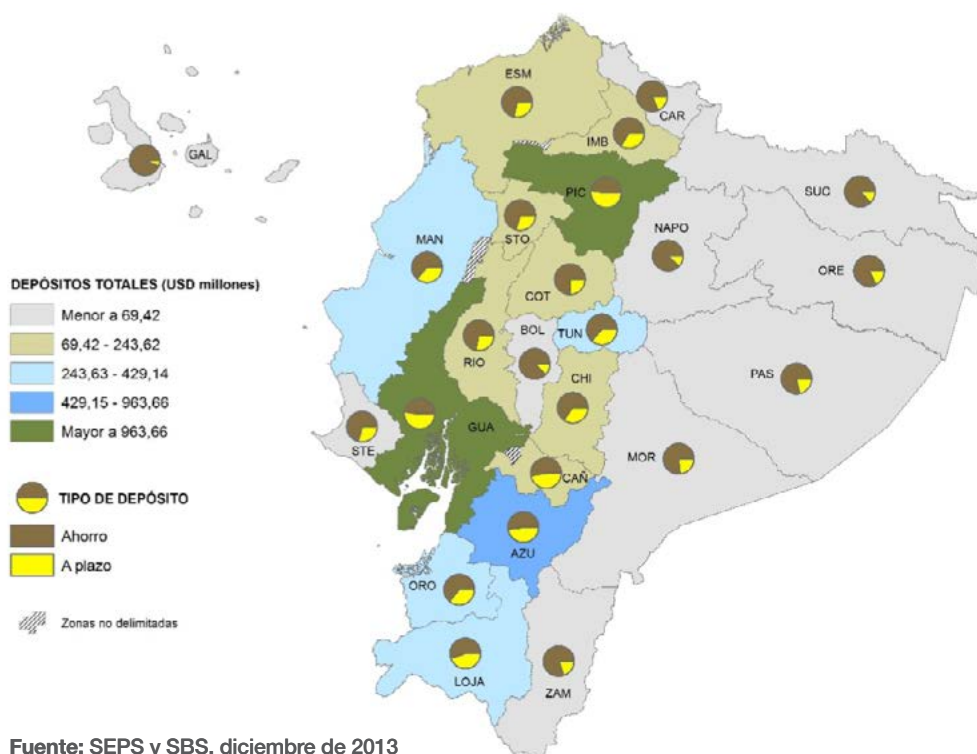 ESM
CAR
IMB
GAL
PIC
SUC
MAN
STO
NAPO
ORE
COT
DEPÓSITOS TOTALES (USD millones)
Menor a 69,42
69,42 - 243,62
243,63 - 429,14
429,15 - 963,66
Mayor a 963,66
BOL
TUN
RIO
CHI
PAS
GUA
STE
MOR
CAÑ
TIPO DE DEPÓSITO
Ahorro
A plazo
AZU
ORO
Zonas no delimitadas
LOJA
ZAM
Fuente: SEPS y SBS, diciembre de 2013